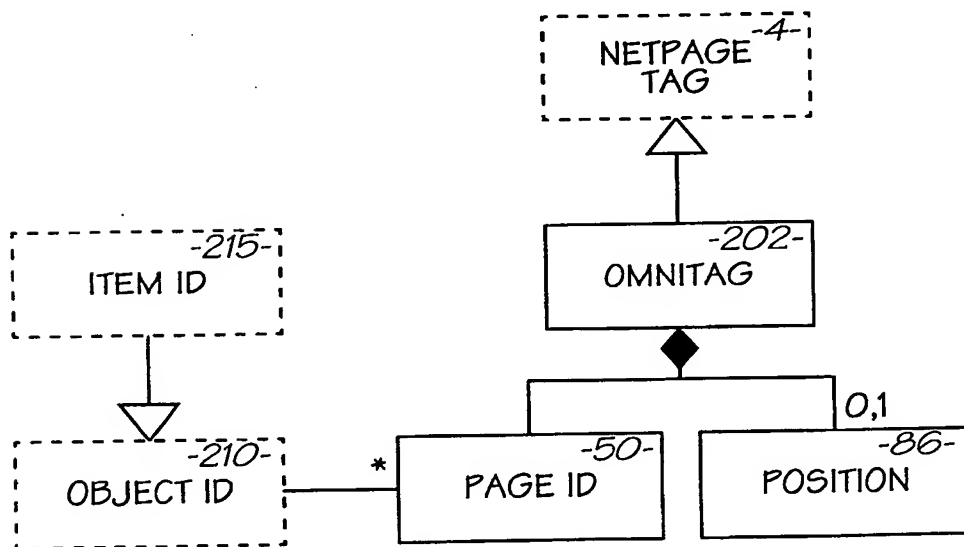 -4-
NETPAGE
TAG
-215-
ITEM ID
-202-
OMNITAG
0,1
-210-
OBJECT ID
*
-50-
PAGE ID
-86-
POSITION